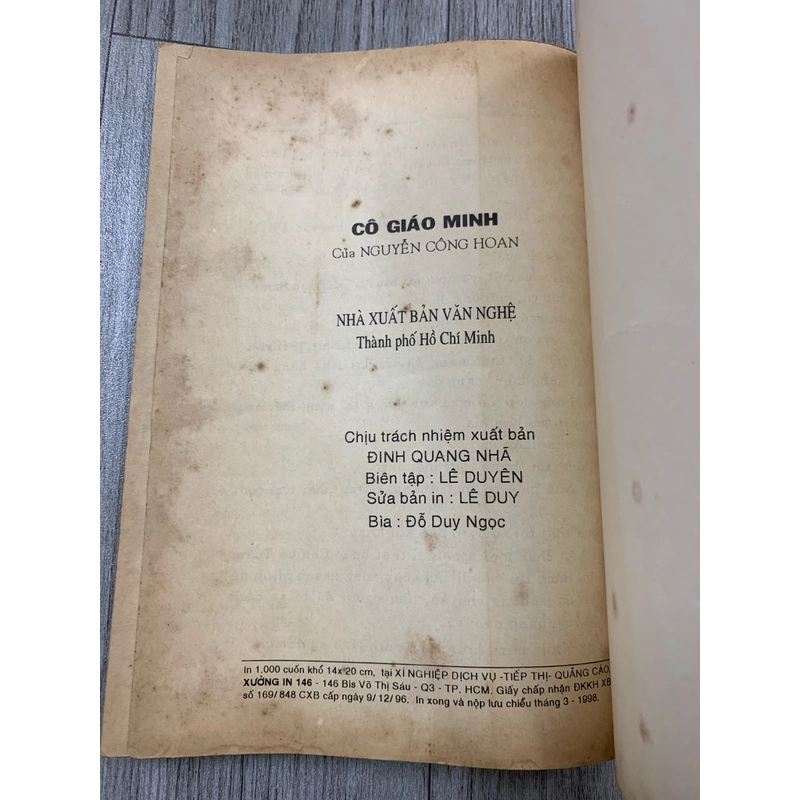 CÔ GIÁO MINH
Của NGUYỄN CÔNG HOAN
NHÀ XUẤT BẢN VĂN NGHỆ
Thành phố Hồ Chí Minh
Chịu trách nhiệm xuất bản
ĐINH QUANG NHÃ
Biên tập : LÊ DUYÊN
Sửa bản in : LÊ DUY
Bìa : Đỗ Duy Ngọc
In 1,000 cuốn khổ 14x 20 cm, tại XÍ NGHIỆP DỊCH VỤ -TIẾP THỊ- QUẢNG CÁO,
XƯỞNG IN 146 - 146 Bis Võ Thị Sáu - Q3 - TP. HCM. Giấy chấp nhận ĐKKH XB
số 169/ 848 CXB cấp ngày 9/ 12/ 96. In xong và nộp lưu chiểu tháng 3 - 1998.